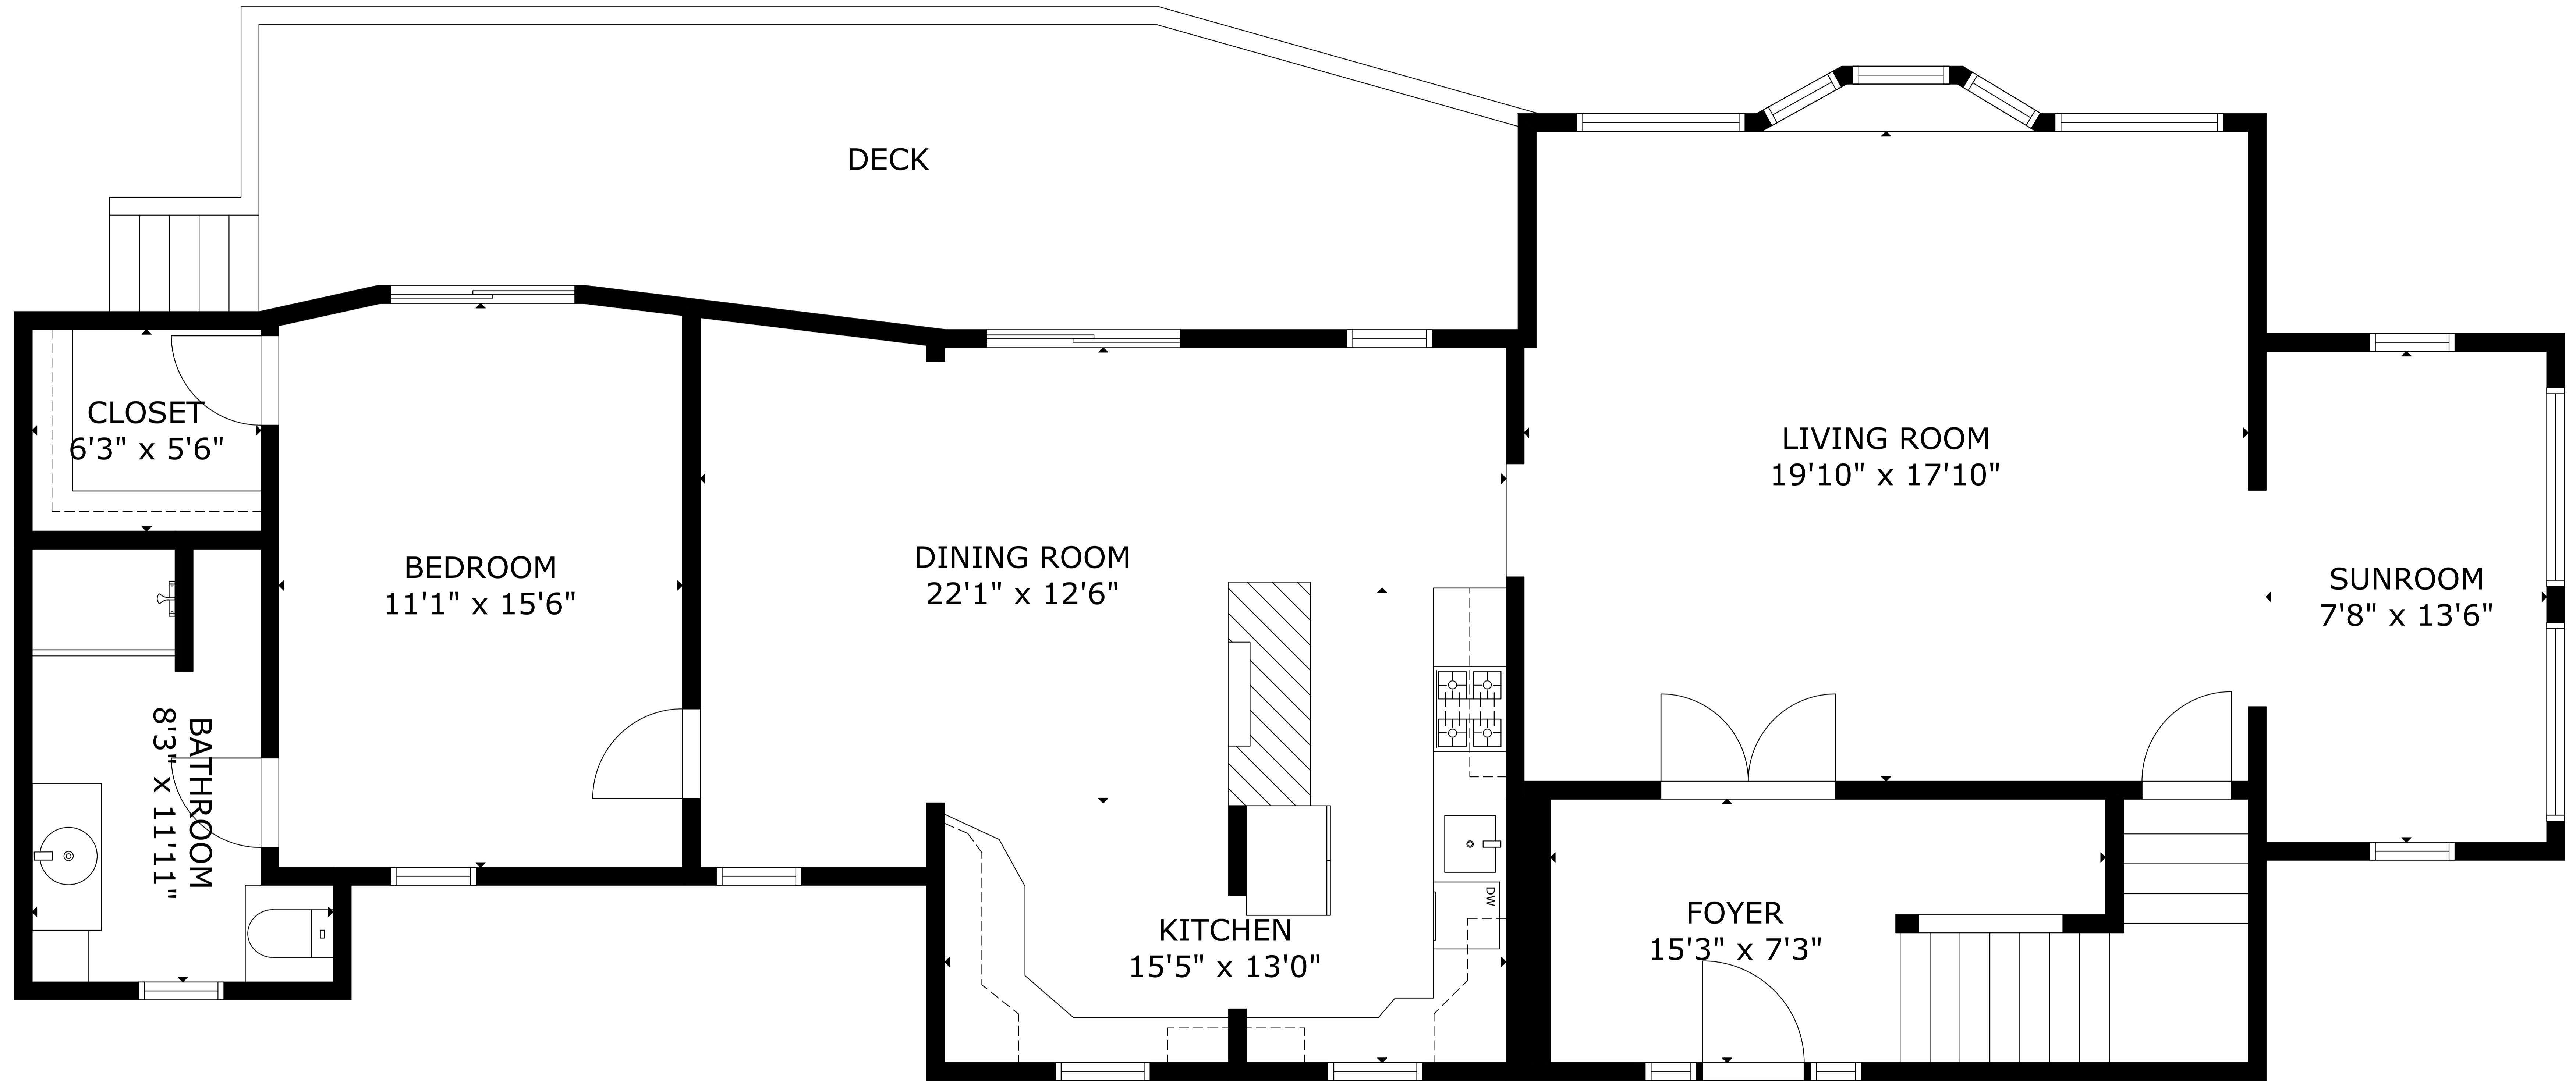 DECK
CLOSET
6'3" x 5'6"
LIVING ROOM
19'10" x 17'10"
BEDROOM
11'1" x 15'6"
DINING ROOM
22'1" x 12'6"
SUNROOM
7'8" x 13'6"
BATHROOM
8'3" x 11'11"
DW
KITCHEN
15'5" x 13'0"
FOYER
15'3" x 7'3"